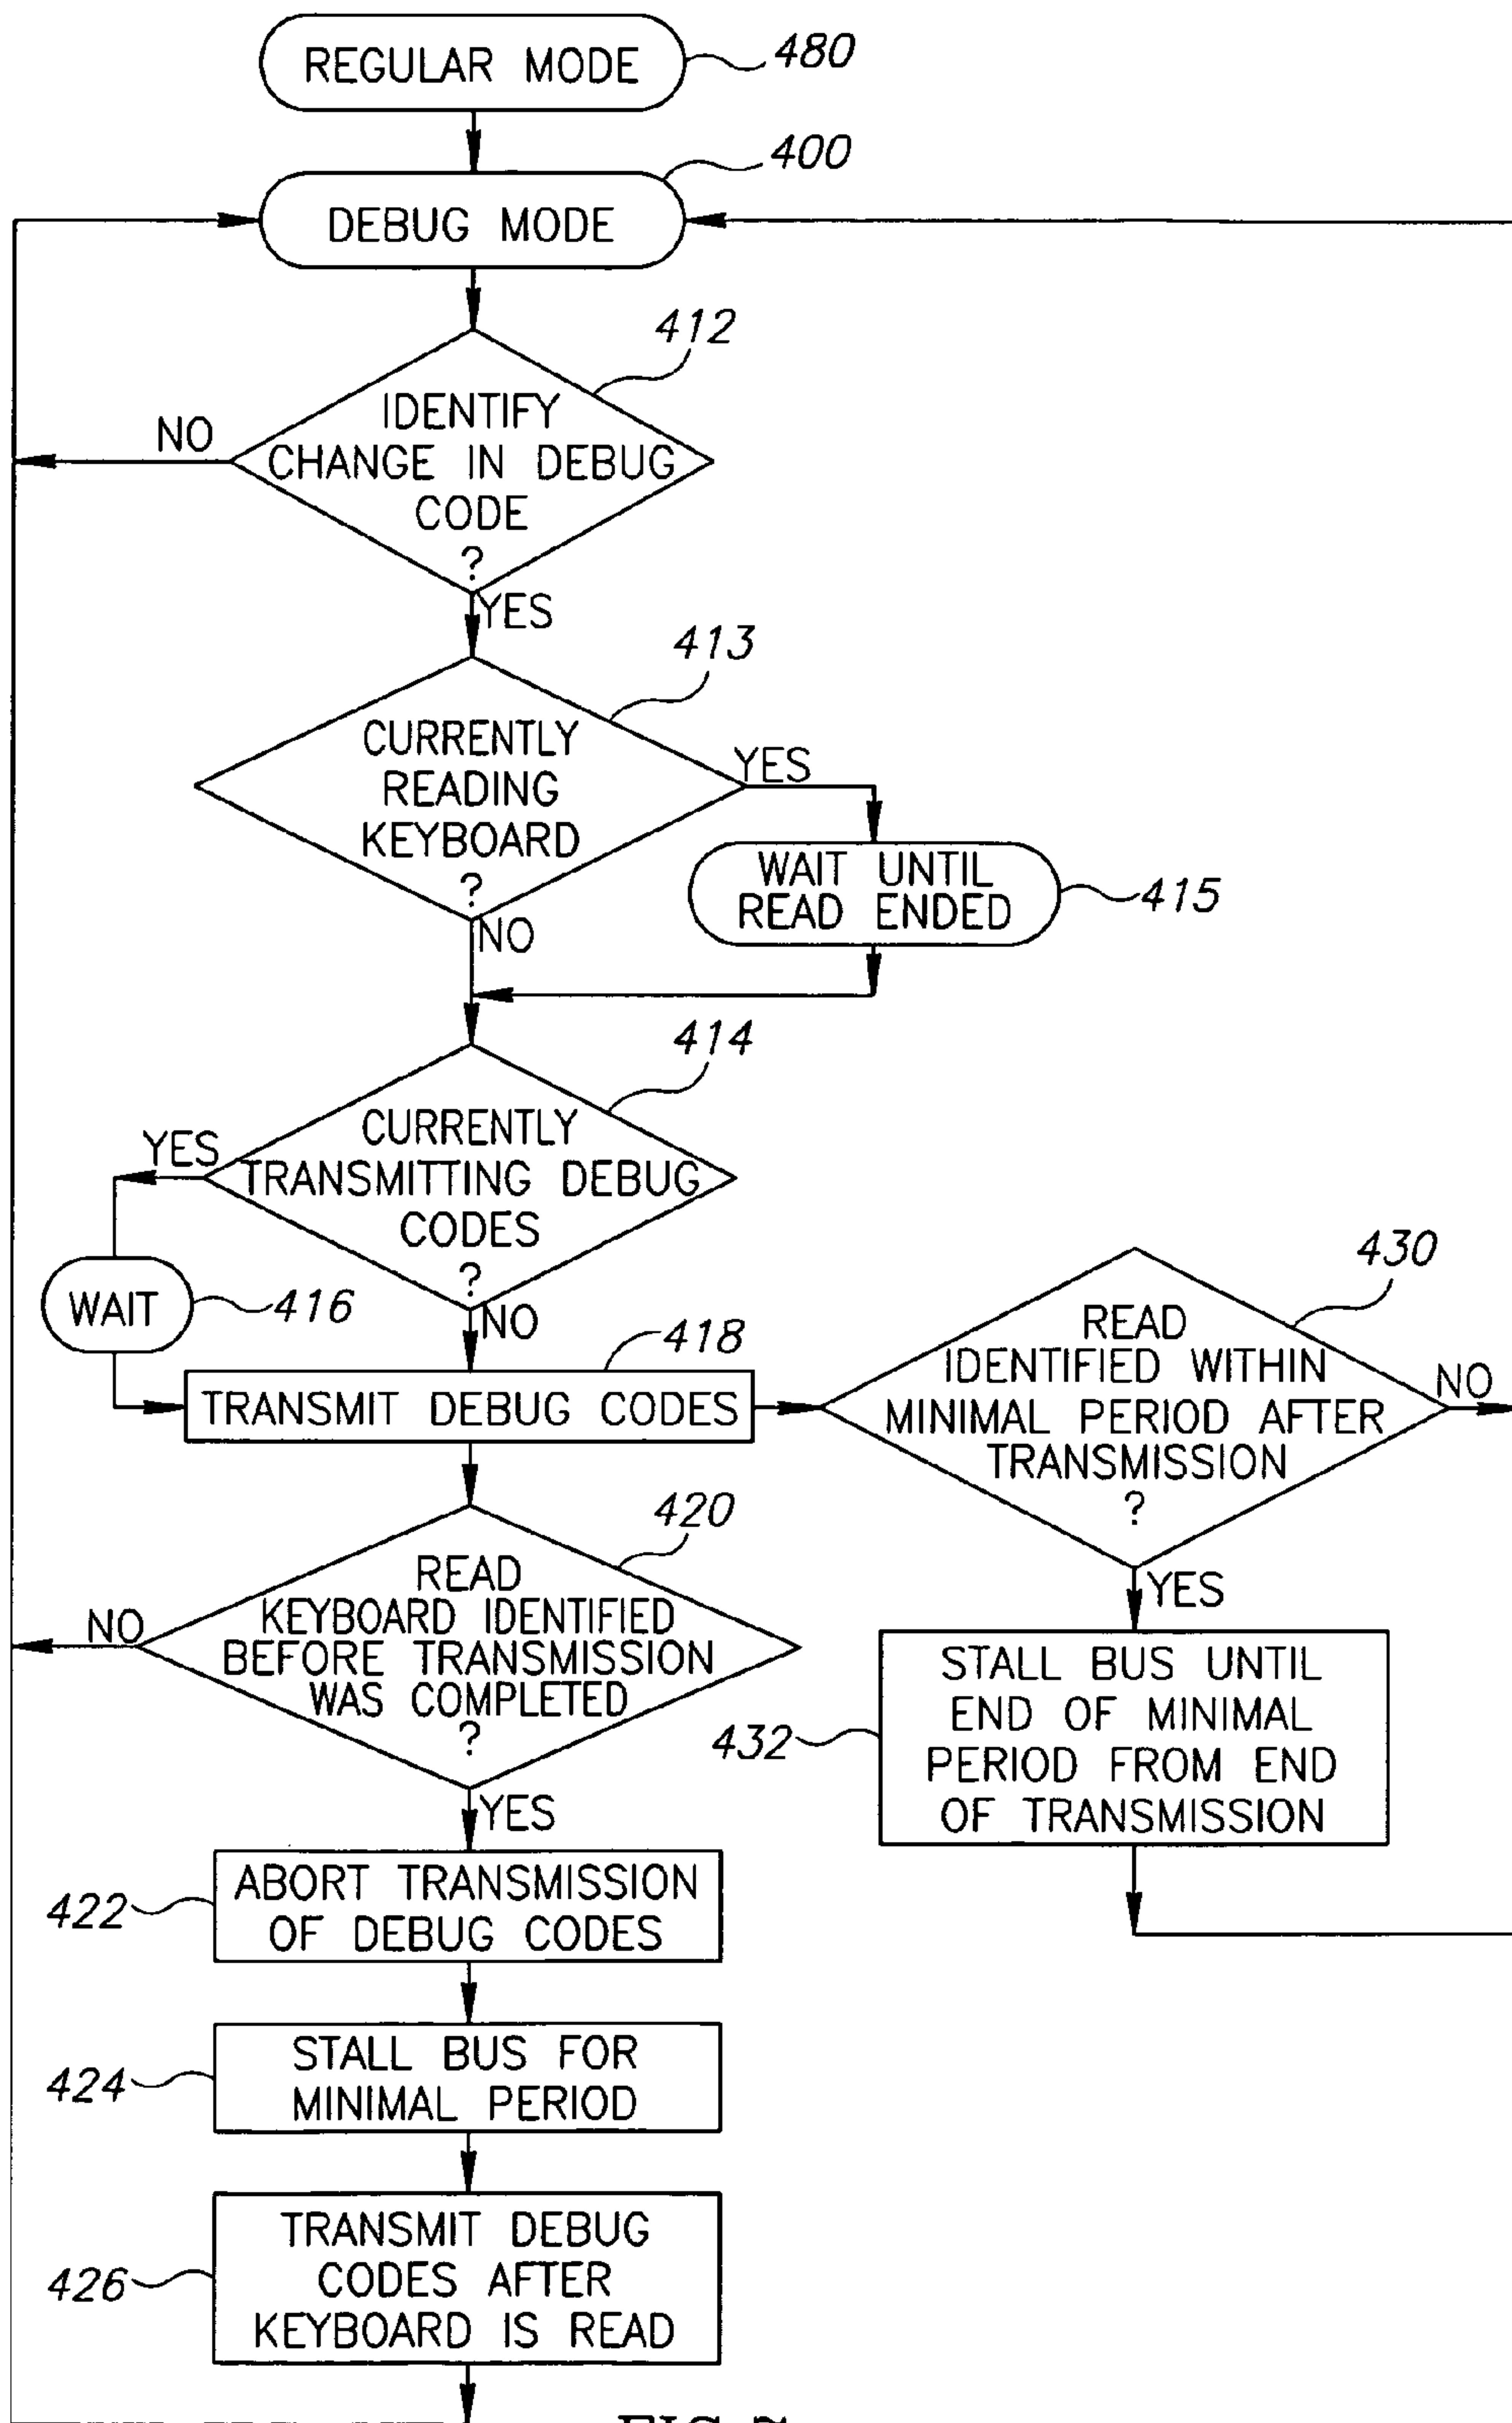 REGULAR MODE
480
400
DEBUG MODE
412
IDENTIFY
CHANGE IN DEBUG
CODE
?
NO
YES
413
CURRENTLY
READING
KEYBOARD
?
YES
NO
WAIT UNTIL
READ ENDED
415
414
CURRENTLY
TRANSMITTING DEBUG
CODES
?
YES
NO
WAIT
416
418
TRANSMIT DEBUG CODES
430
READ
IDENTIFIED WITHIN
MINIMAL PERIOD AFTER
TRANSMISSION
?
NO
YES
420
READ
KEYBOARD IDENTIFIED
BEFORE TRANSMISSION
WAS COMPLETED
?
NO
YES
432
STALL BUS UNTIL
END OF MINIMAL
PERIOD FROM END
OF TRANSMISSION
422
ABORT TRANSMISSION
OF DEBUG CODES
424
STALL BUS FOR
MINIMAL PERIOD
426
TRANSMIT DEBUG
CODES AFTER
KEYBOARD IS READ